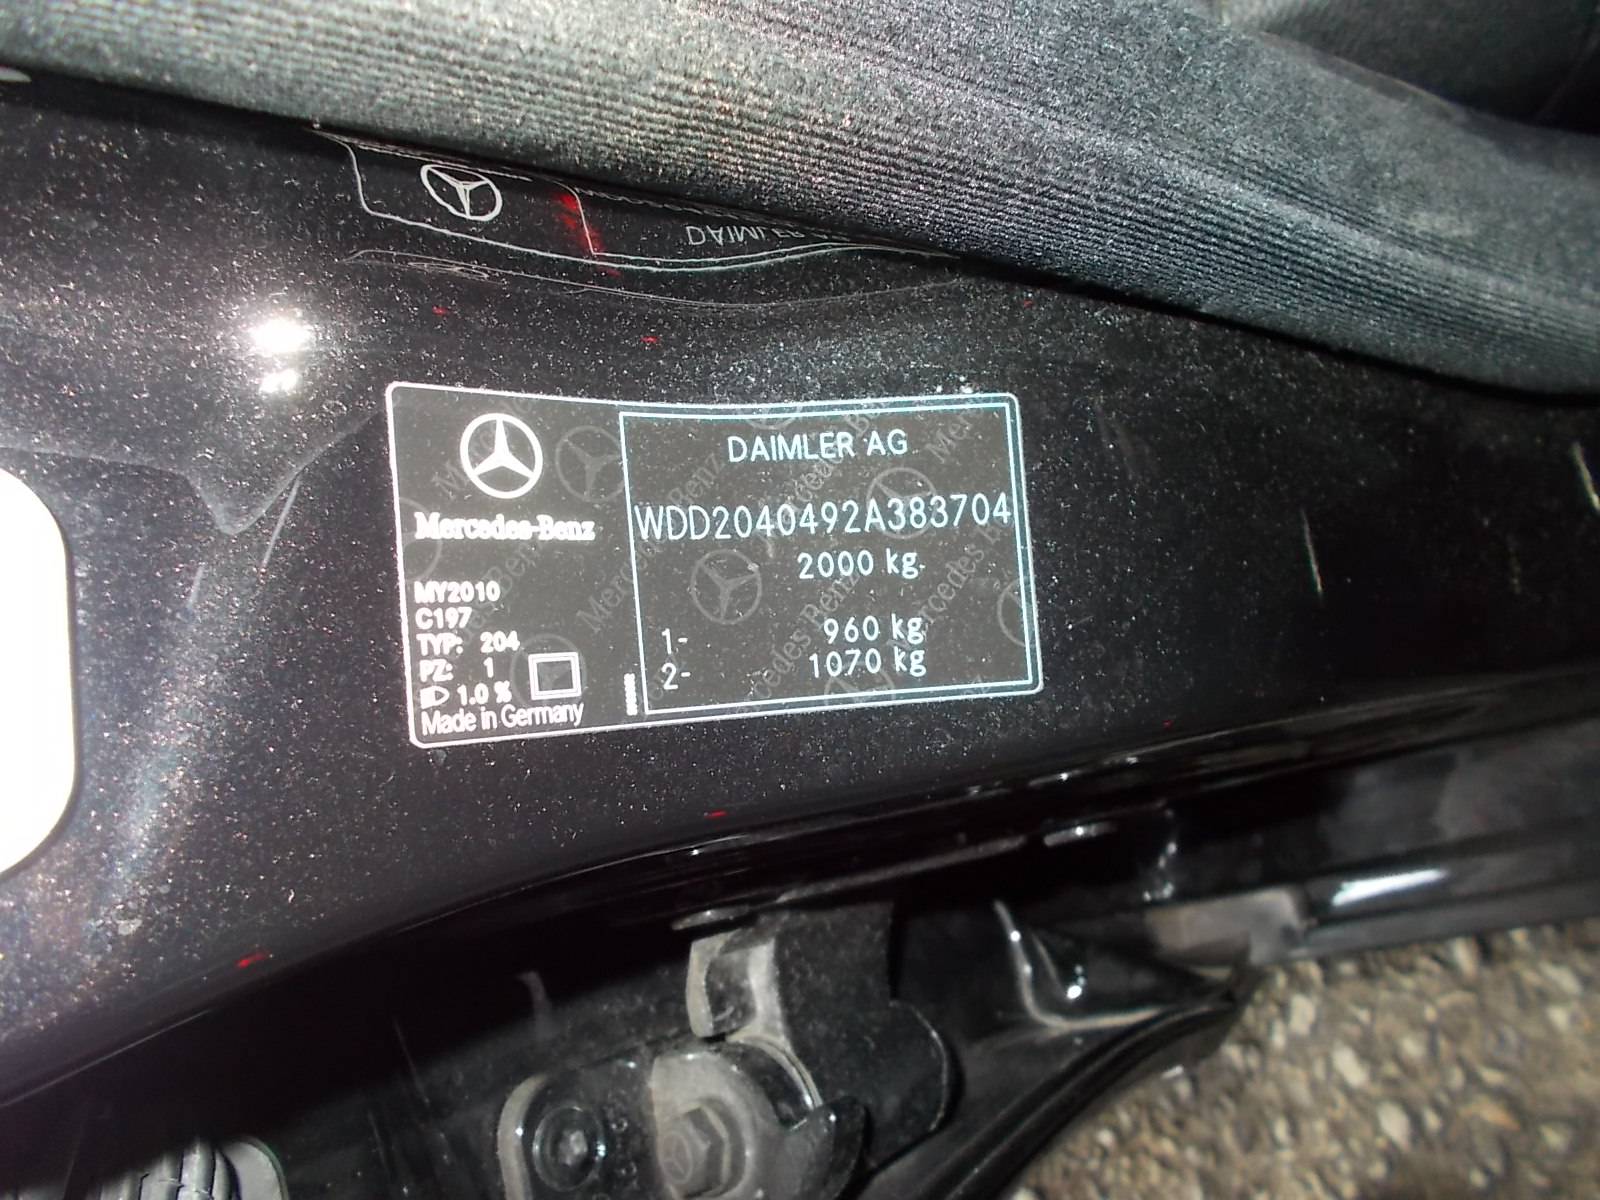 DAIMLER
Mercedes-Benz
MY2010
C197
TYP: 204
PZ: 1
1.0 %
Made in Germany
DAIMLER AG
WDD2040492A383704
2000 kg
1- 960 kg
2- 1070 kg